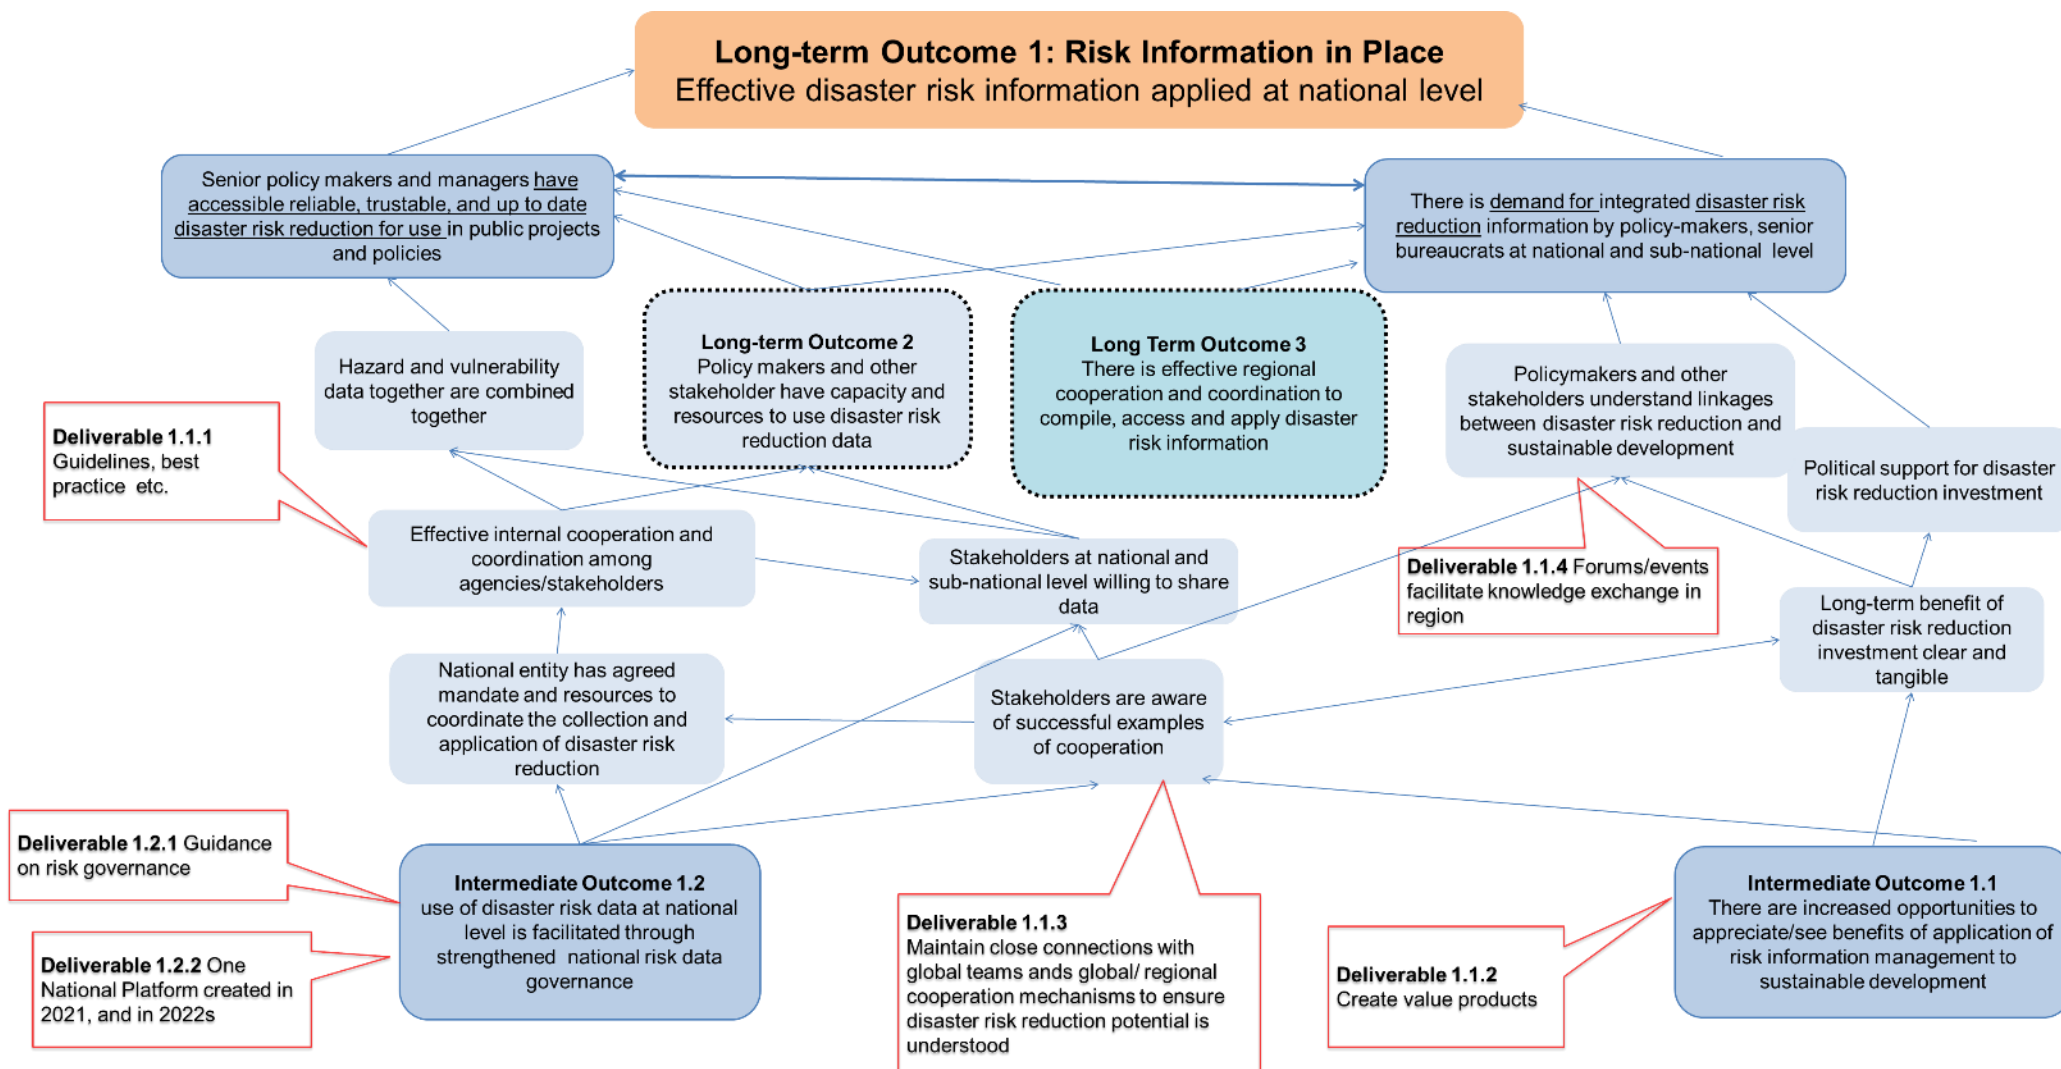 Long-term Outcome 1: Risk Information in Place
Effective disaster risk information applied at national level
Senior policy makers and managers have
accessible reliable, trustable, and up to date
disaster risk reduction for use in public projects
and policies
There is demand for integrated disaster risk
reduction information by policy-makers, senior
bureaucrats at national and sub-national level
Hazard and vulnerability
data together are combined
together
Long-term Outcome 2
Policy makers and other
stakeholder have capacity and
resources to use disaster risk
reduction data
Long Term Outcome 3
There is effective regional
cooperation and coordination to
compile, access and apply disaster
risk information
Policymakers and other
stakeholders understand linkages
between disaster risk reduction and
sustainable development
Political support for disaster
risk reduction investment
Deliverable 1.1.1
Guidelines, best
practice etc.
Effective internal cooperation and
coordination among
agencies/stakeholders
Stakeholders at national and
sub-national level willing to share
data
Deliverable 1.1.4 Forums/events
facilitate knowledge exchange in
region
Long-term benefit of
disaster risk reduction
investment clear and
tangible
National entity has agreed
mandate and resources to
coordinate the collection and
application of disaster risk
reduction
Stakeholders are aware
of successful examples
of cooperation
Deliverable 1.2.1 Guidance
on risk governance
Deliverable 1.2.2 One
National Platform created in
2021, and in 2022s
Intermediate Outcome 1.2
use of disaster risk data at national
level is facilitated through
strengthened national risk data
governance
Deliverable 1.1.3
Maintain close connections with
global teams ands global/ regional
cooperation mechanisms to ensure
disaster risk reduction potential is
understood
Deliverable 1.1.2
Create value products
Intermediate Outcome 1.1
There are increased opportunities to
appreciate/see benefits of application of
risk information management to
sustainable development